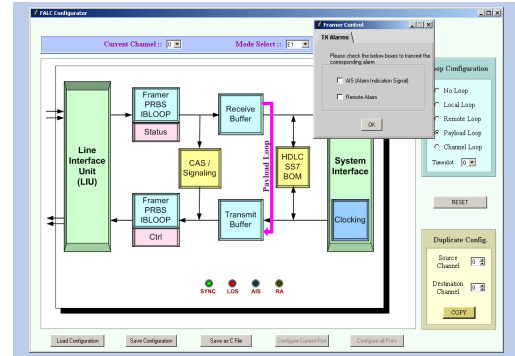 FALC Configurator
Current Channel :: 0
Mode Select :: E1
Framer Control
TX Alarms
Please check the below boxes to transmit the
corresponding alarm
AIS (Alarm Indication Signal)
Remote Alarm
OK
oop Configuration
No Loop
Local Loop
Remote Loop
Payload Loop
Channel Loop
Timeslot 0
RESET
Duplicate Config.
Source
Channel 0
Destination
Channel 0
COPY
Line
Interface
Unit
(LIU)
Framer
PRBS
IBLOOP
Status
Receive
Buffer
CAS /
Signaling
Payload Loop
HDLC
SS7
BOM
System
Interface
Framer
PRBS
IBLOOP
Ctrl
Transmit
Buffer
Clocking
SYNC LOS AIS RA
Load Configuration
Save Configuration
Save as C File
Configure Current Port
Configure all Ports